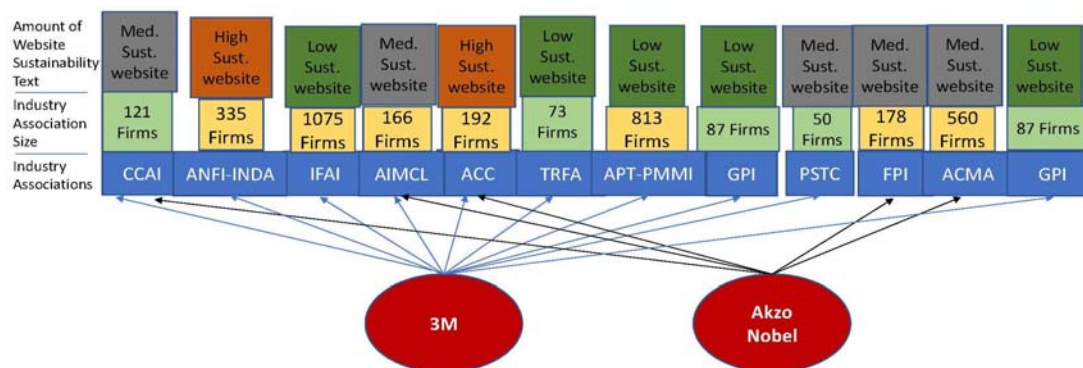 Amount of
Website
Sustainability
Text
Med.
Sust.
website
High
Sust.
website
Low
Sust.
website
Med.
Sust.
website
High
Sust.
website
Low
Sust.
website
Low
Sust.
website
Low
Sust.
website
Med.
Sust.
website
Med.
Sust.
website
Med.
Sust.
website
Low
Sust.
website
Industry
Association
Size
121
Firms
335
Firms
1075
Firms
166
Firms
192
Firms
73
Firms
813
Firms
87 Firms
50
Firms
178
Firms
560
Firms
87 Firms
Industry
Associations
CCAI
ANFI-INDA
IFAI
AIMCL
ACC
TRFA
APT-PMMI
GPI
PSTC
FPI
ACMA
GPI
3M
Akzo
Nobel